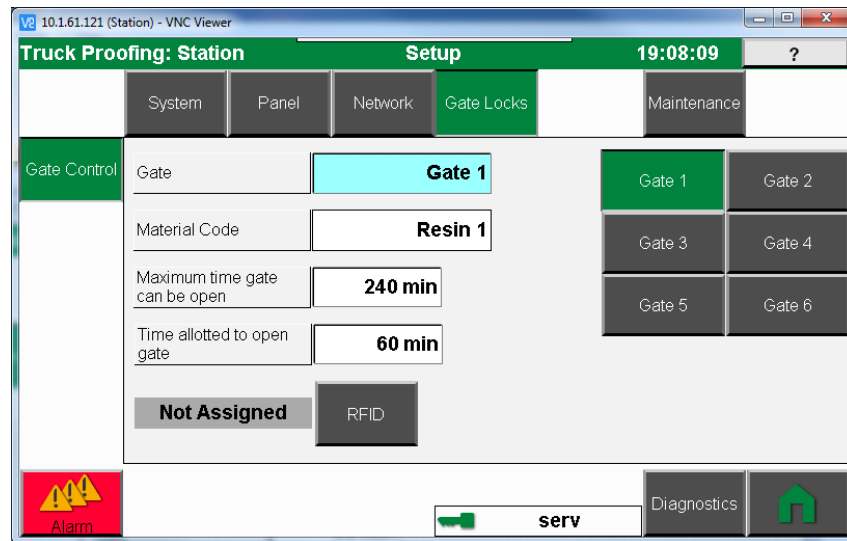 10.1.61.121 (Station) - VNC Viewer
Truck Proofing: Station Setup 19:08:09 ?
System Panel Network Gate Locks Maintenance
Gate Control
Gate Gate 1
Material Code Resin 1
Maximum time gate
can be open 240 min
Time allotted to open
gate 60 min
Not Assigned RFID
Gate 1 Gate 2
Gate 3 Gate 4
Gate 5 Gate 6
Alarm
serv
Diagnostics